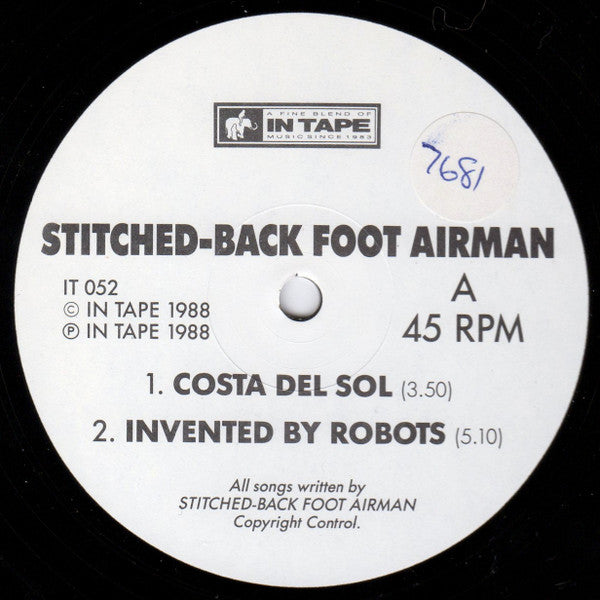 A FINE BLEND OF
IN TAPE
MUSIC SINCE 1983
7681
STITCHED-BACK FOOT AIRMAN
IT 052
© IN TAPE 1988
℗ IN TAPE 1988
A
45 RPM
1. COSTA DEL SOL (3.50)
2. INVENTED BY ROBOTS (5.10)
All songs written by
STITCHED-BACK FOOT AIRMAN
Copyright Control.